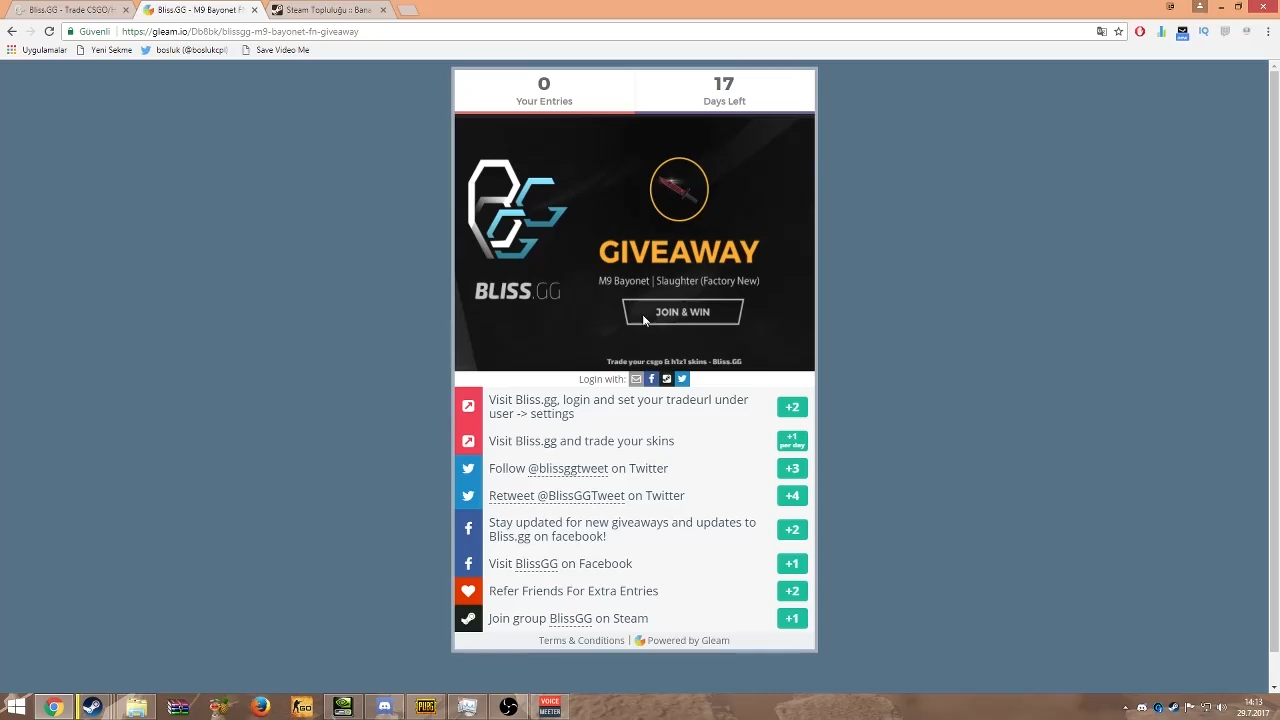 Bliss.GG - Trade CSGO/H
Bliss.GG - M9 Bayonet F
Steam Topluluğu :: Bana
Güvenli
https://gleam.io/Db8bk/blissgg-m9-bayonet-fn-giveaway
Uygulamalar
Yeni Sekme
bosluk (@boslukcpl)
Save Video Me
0
Your Entries
17
Days Left
BLISS.GG
GIVEAWAY
M9 Bayonet | Slaughter (Factory New)
JOIN & WIN
Trade your csgo & h1z1 skins - Bliss.GG
Login with:
Visit Bliss.gg, login and set your tradeurl under
user -> settings
+2
Visit Bliss.gg and trade your skins
+1
per day
Follow @blissggtweet on Twitter
+3
Retweet @BlissGGTweet on Twitter
+4
Stay updated for new giveaways and updates to
Bliss.gg on facebook!
+2
Visit BlissGG on Facebook
+1
Refer Friends For Extra Entries
+2
Join group BlissGG on Steam
+1
Terms & Conditions | Powered by Gleam
VOICE
MEETER
14:13
29.7.2017